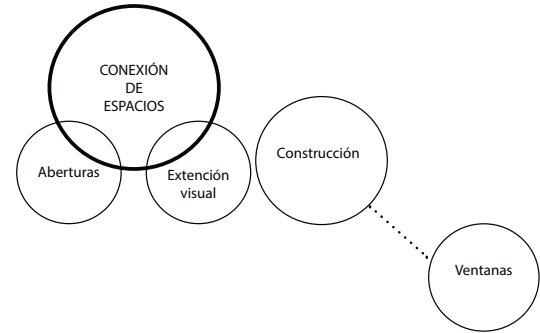 CONEXIÓN
DE
ESPACIOS
Aberturas
Extención
visual
Construcción
Ventanas